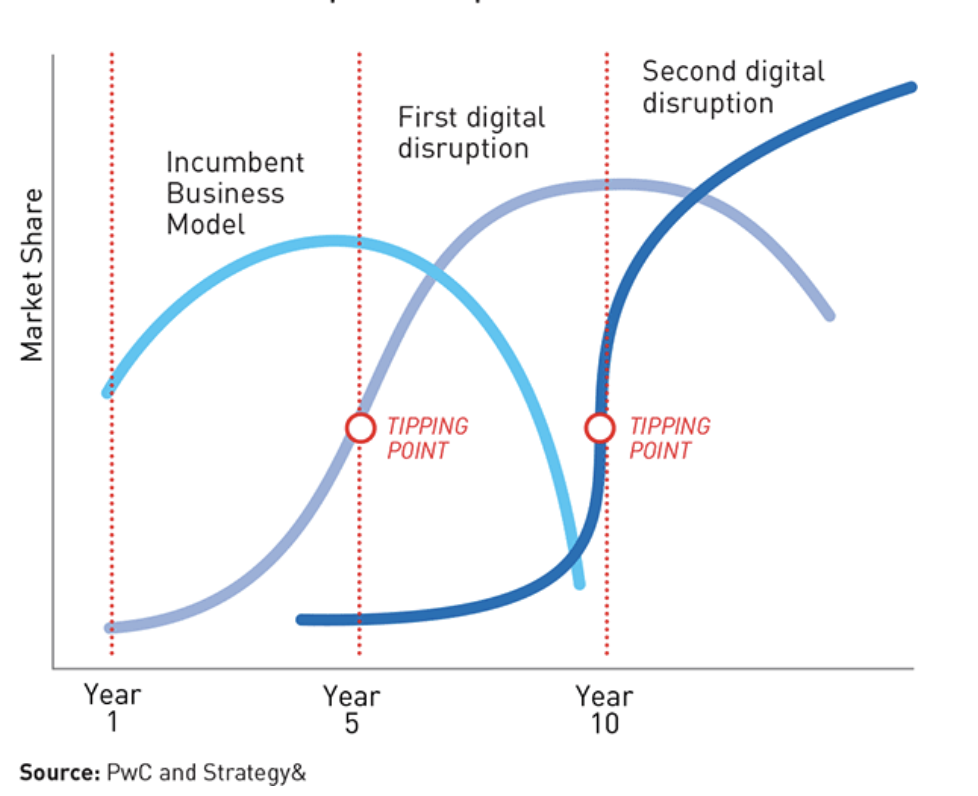 Second digital
disruption
First digital
disruption
Incumbent
Business
Model
Market Share
TIPPING
POINT
TIPPING
POINT
Year
1
Year
5
Year
10
Source: PwC and Strategy&